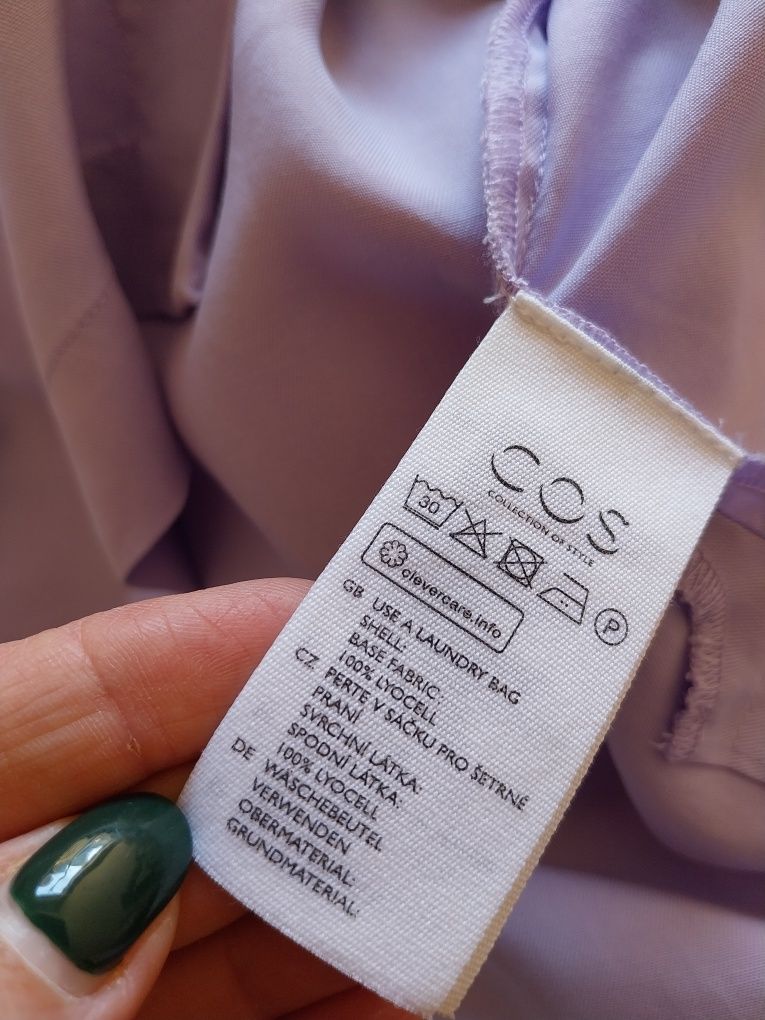 COS
COLLECTION OF STYLE
30
P
clevercare.info
GB USE A LAUNDRY BAG
SHELL:
BASE FABRIC:
100% LYOCELL
CZ PERTE V SÁČKU PRO ŠETRNÉ
PRANÍ
SVRCHNÍ LÁTKA:
SPODNÍ LÁTKA:
100% LYOCELL
DE WÄSCHEBEUTEL
VERWENDEN
OBERMATERIAL:
GRUNDMATERIAL: